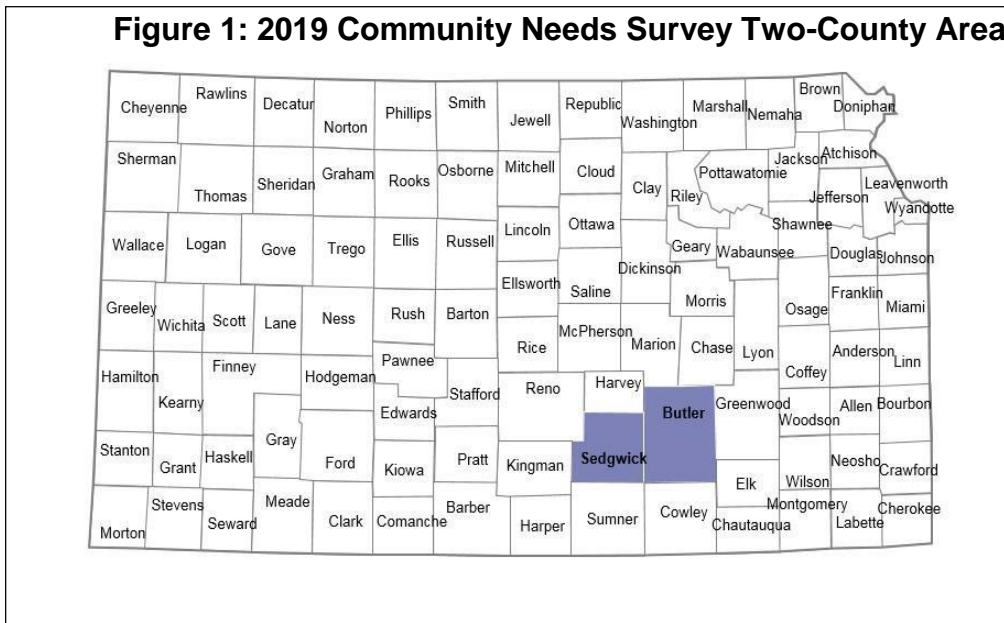 Figure 1: 2019 Community Needs Survey Two-County Area
Cheyenne
Rawlins
Decatur
Norton
Phillips
Smith
Jewell
Republic
Washington
Marshall
Nemaha
Brown
Doniphan
Sherman
Thomas
Sheridan
Graham
Rooks
Osborne
Mitchell
Cloud
Clay
Riley
Pottawatomie
Jackson
Atchison
Jefferson
Leavenworth
Wyandotte
Wallace
Logan
Gove
Trego
Ellis
Russell
Lincoln
Ottawa
Dickinson
Geary
Wabaunsee
Shawnee
Douglas
Johnson
Greeley
Wichita
Scott
Lane
Ness
Rush
Barton
Ellsworth
Saline
Morris
Osage
Franklin
Miami
Hamilton
Kearny
Finney
Hodgeman
Pawnee
Stafford
Rice
McPherson
Marion
Chase
Lyon
Coffey
Anderson
Linn
Edwards
Reno
Harvey
Butler
Greenwood
Woodson
Allen
Bourbon
Stanton
Grant
Haskell
Gray
Ford
Kiowa
Pratt
Kingman
Sedgwick
Elk
Wilson
Neosho
Crawford
Morton
Stevens
Seward
Meade
Clark
Comanche
Barber
Harper
Sumner
Cowley
Chautauqua
Montgomery
Labette
Cherokee